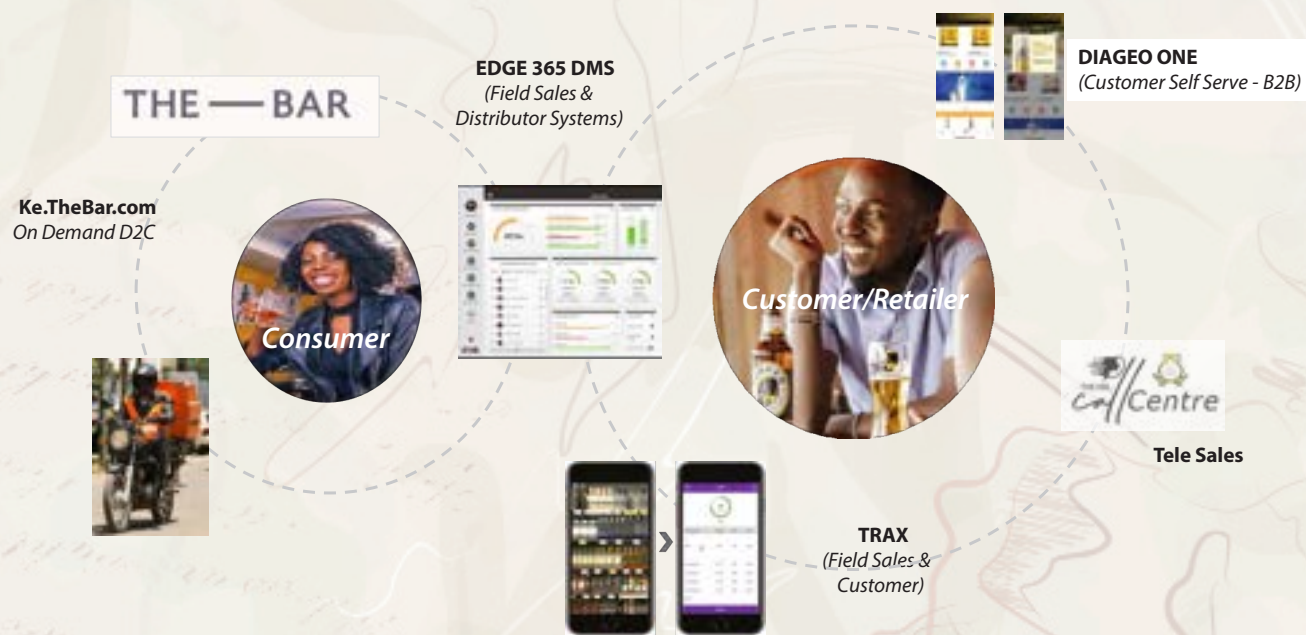 THE — BAR
EDGE 365 DMS
(Field Sales &
Distributor Systems)
DIAGEO ONE
(Customer Self Serve - B2B)
Ke.TheBar.com
On Demand D2C
Consumer
Customer/Retailer
Call Centre
Tele Sales
TRAX
(Field Sales &
Customer)